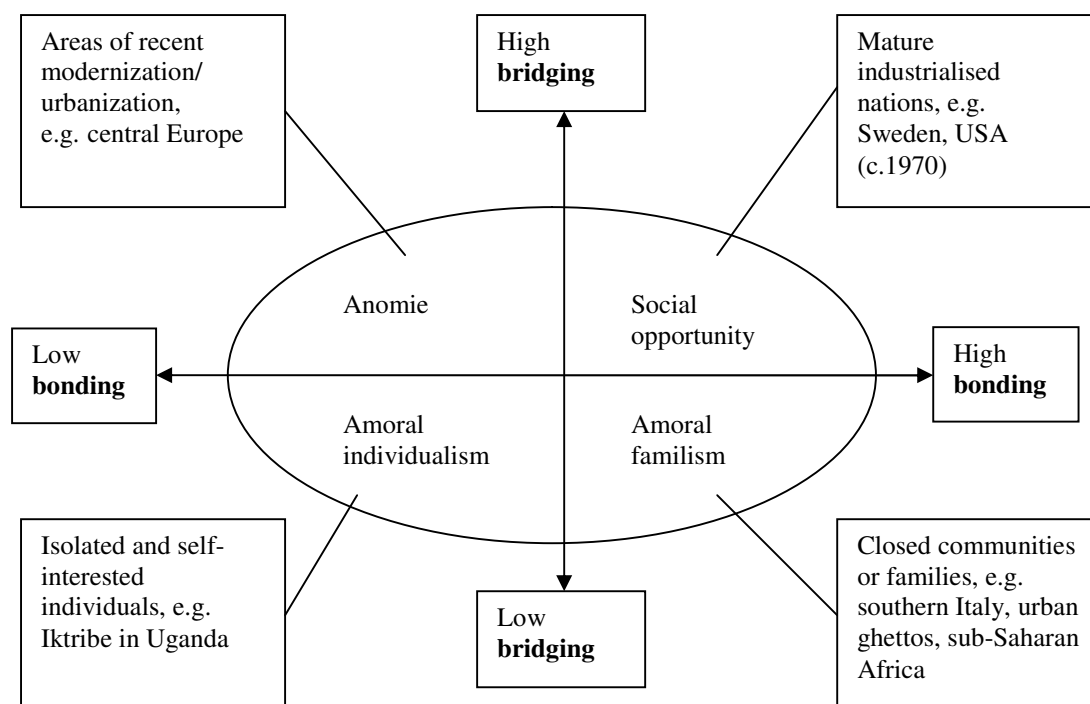 Areas of recent
modernization/
urbanization,
e.g. central Europe
High
bridging
Mature
industrialised
nations, e.g.
Sweden, USA
(c.1970)
Anomie
Social
opportunity
Low
bonding
High
bonding
Amoral
individualism
Amoral
familism
Isolated and self-
interested
individuals, e.g.
Iktribe in Uganda
Low
bridging
Closed communities
or families, e.g.
southern Italy, urban
ghettos, sub-Saharan
Africa